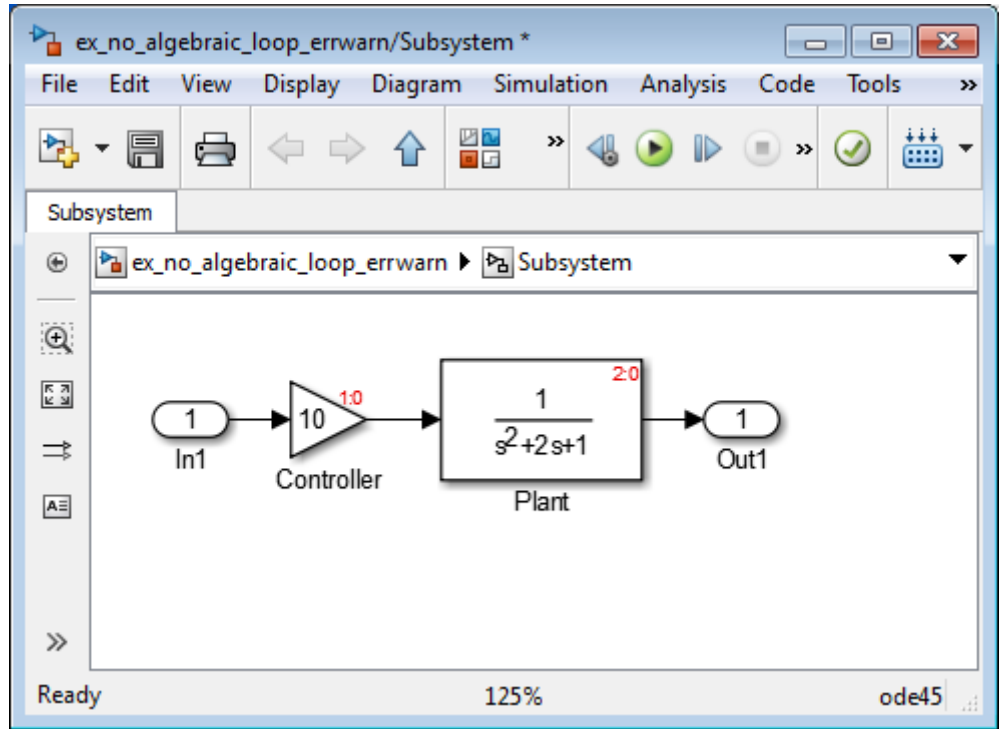 ex_no_algebraic_loop_errwarn/Subsystem *
File Edit View Display Diagram Simulation Analysis Code Tools »
»
»
Subsystem
ex_no_algebraic_loop_errwarn Subsystem
1
In1
10
1:0
Controller
2:0
1
s²+2s+1
Plant
1
Out1
A
»
Ready 125% ode45